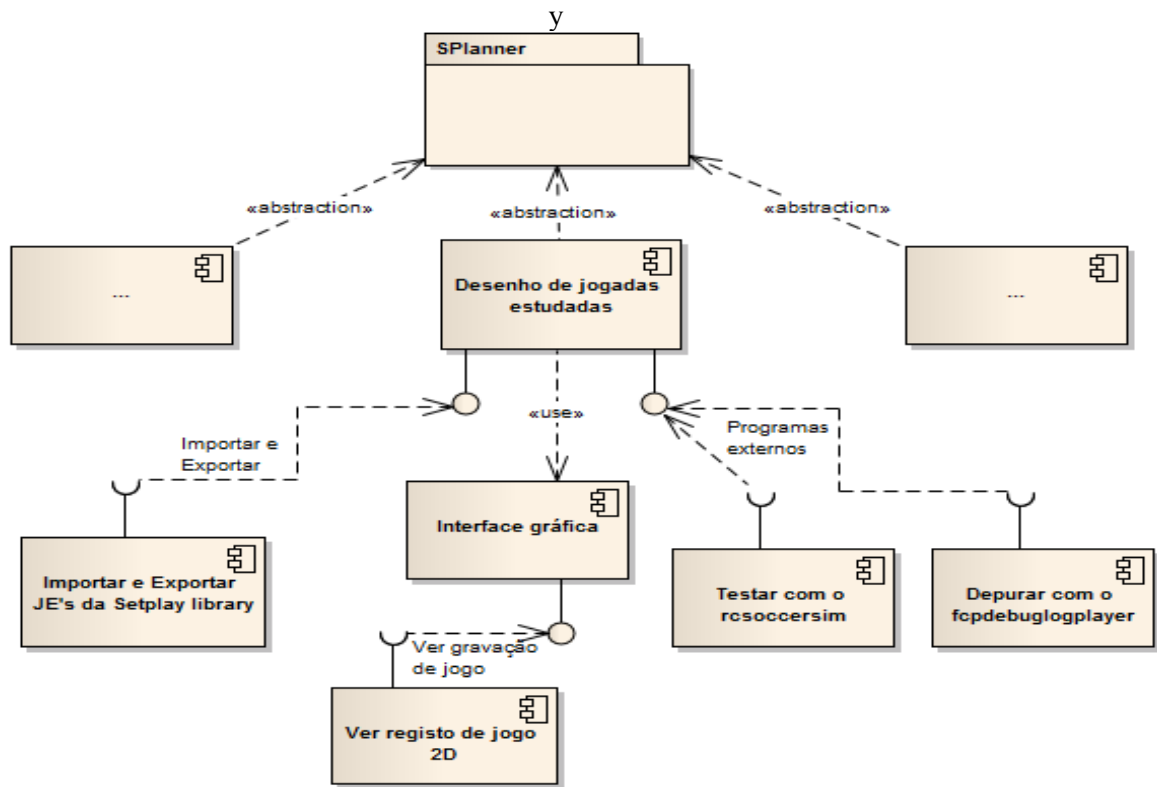 y
SPlanner
«abstraction»
«abstraction»
«abstraction»
...
Desenho de jogadas
estudadas
...
«use»
Importar e
Exportar
Programas
externos
Importar e Exportar
JE's da Setplay library
Interface gráfica
Testar com o
rcsoccersim
Depurar com o
fcpdebuglogplayer
Ver gravação
de jogo
Ver registo de jogo
2D